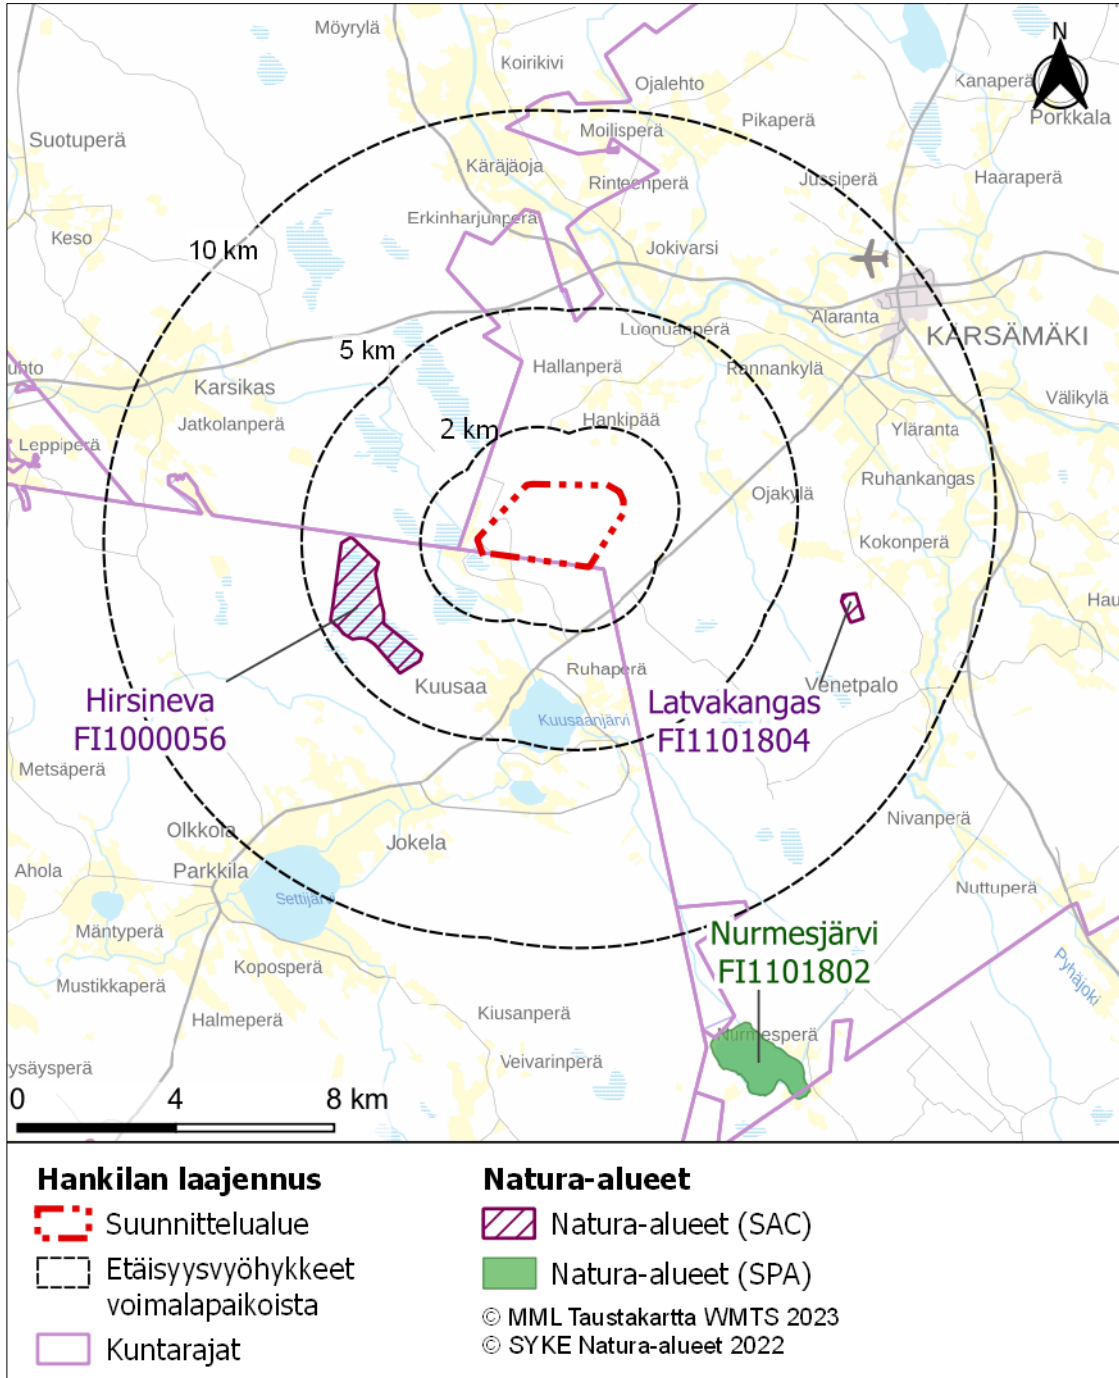 Möyrylä
Koirikivi
N
Ojalehto
Kanaperä
Pikaperä
Porkkala
Moilisperä
Suotuperä
Käräjäoja
Rinteenperä
Jussiperä
Haaraperä
Erkinharjunperä
Keso
10 km
Jokivarsi
Alaranta
Luonuanperä
KÄRSÄMÄKI
5 km
Hallanperä
Rannankylä
uhto
Karsikas
Välikylä
Jatkolanperä
Hankipää
2 km
Yläranta
Leppiperä
Ruhankangas
Ojakylä
Kokonperä
Hau
Ruhaperä
Kuusaa
Venetpalo
Hirsineva
FI1000056
Latvakangas
FI1101804
Kuusaanjärvi
Metsäperä
Nivanperä
Olkkola
Jokela
Parkkila
Ahola
Settijärvi
Nuttuperä
Mäntyperä
Nurmesjärvi
FI1101802
Koposperä
Pyhäjoki
Mustikkaperä
Kiusanperä
Halmeperä
Nurmesperä
Veivarinperä
ysäysperä
0 4 8 km
Hankilan laajennus
Suunnittelualue
Etäisyysvyöhykkeet
voimalapaikoista
Kuntarajat
Natura-alueet
Natura-alueet (SAC)
Natura-alueet (SPA)
© MML Taustakartta WMTS 2023
© SYKE Natura-alueet 2022